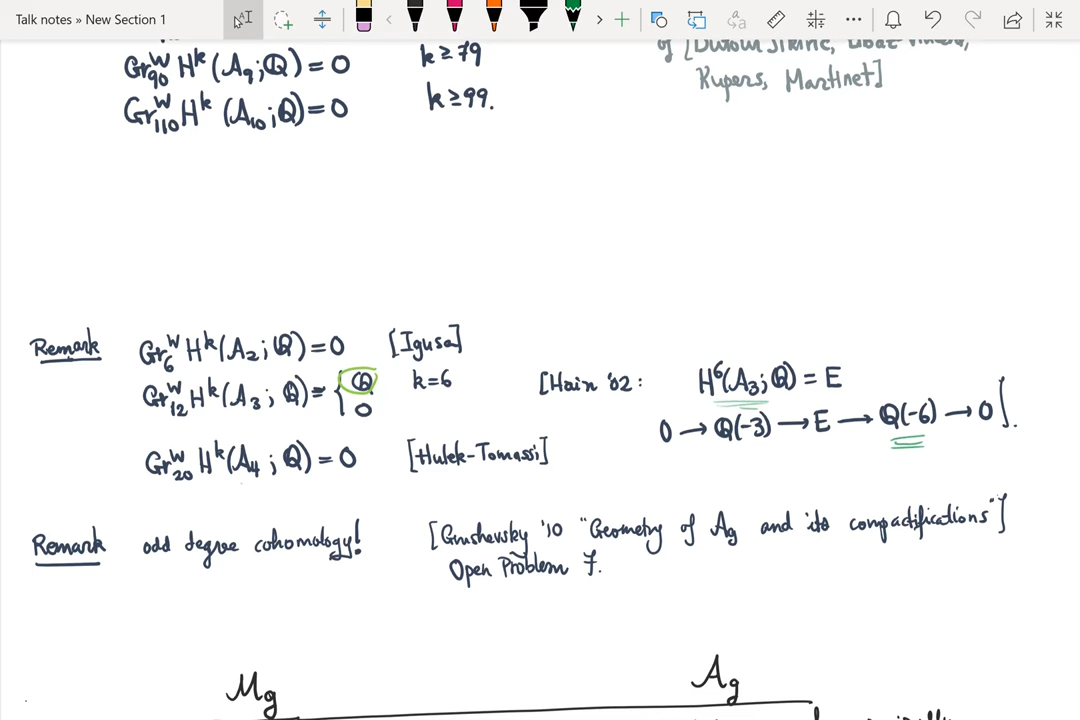 Talk notes » New Section 1
Gr^W_90 H^k(A_9; Q) = 0 k ≥ 79
Gr^W_110 H^k(A_10; Q) = 0 k ≥ 99.
Kupers, Martinet]
Remark Gr^W_6 H^k(A_2; Q) = 0 [Igusa]
Gr^W_12 H^k(A_3; Q) = { Q k=6
0
[Hain '02: H^6(A_3; Q) = E
0 → Q(-3) → E → Q(-6) → 0].
Gr^W_20 H^k(A_4; Q) = 0 [Hulek-Tomassi]
Remark odd degree cohomology! [Grushevsky '10 "Geometry of A_g and its compactifications"]
Open Problem 7.
M_g A_g